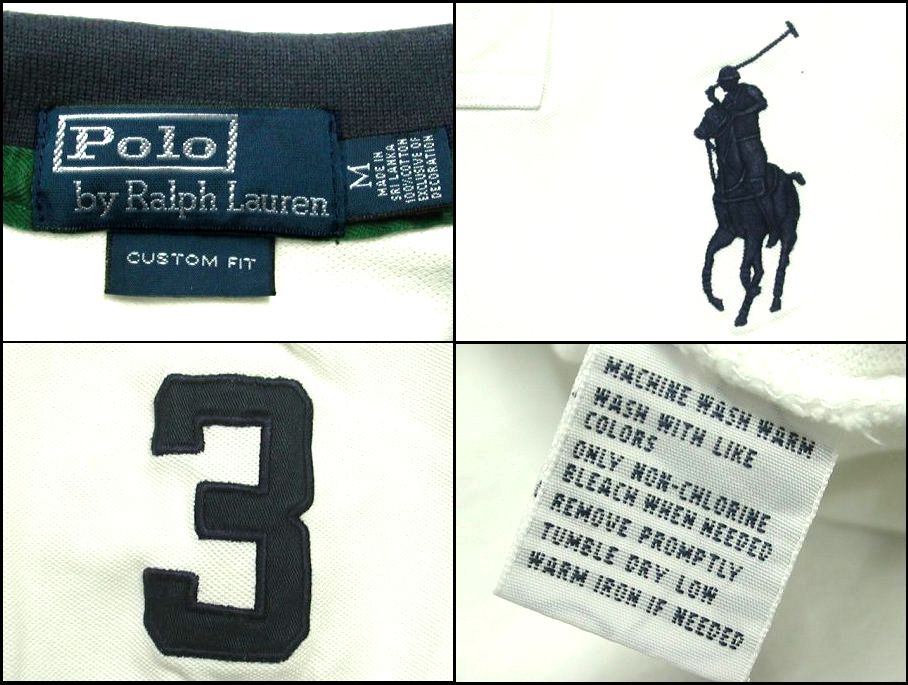 Polo
by Ralph Lauren
M
MADE IN
SRI LANKA
100% COTTON
EXCLUSIVE OF
DECORATION
CUSTOM FIT
3
MACHINE WASH WARM
WASH WITH LIKE
COLORS
ONLY NON-CHLORINE
BLEACH WHEN NEEDED
REMOVE PROMPTLY
TUMBLE DRY LOW
WARM IRON IF NEEDED